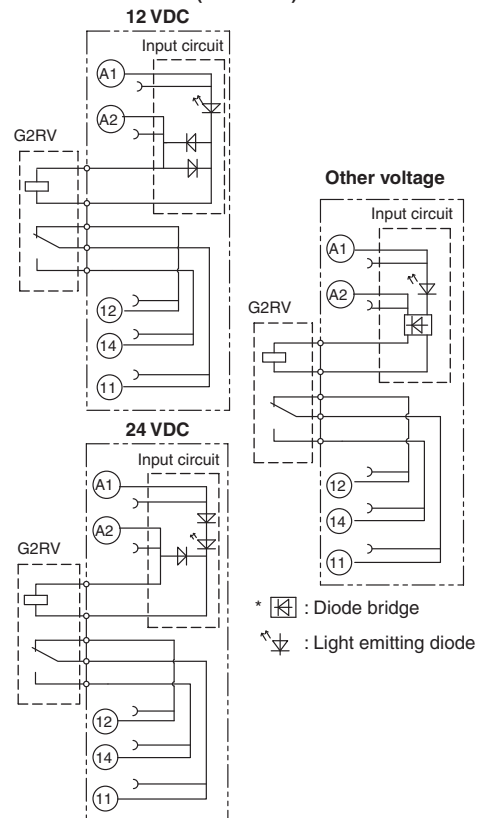 12 VDC
Input circuit
A1
A2
G2RV
12
14
11
Other voltage
Input circuit
A1
A2
G2RV
12
14
11
24 VDC
Input circuit
A1
A2
G2RV
12
14
11
* : Diode bridge
: Light emitting diode